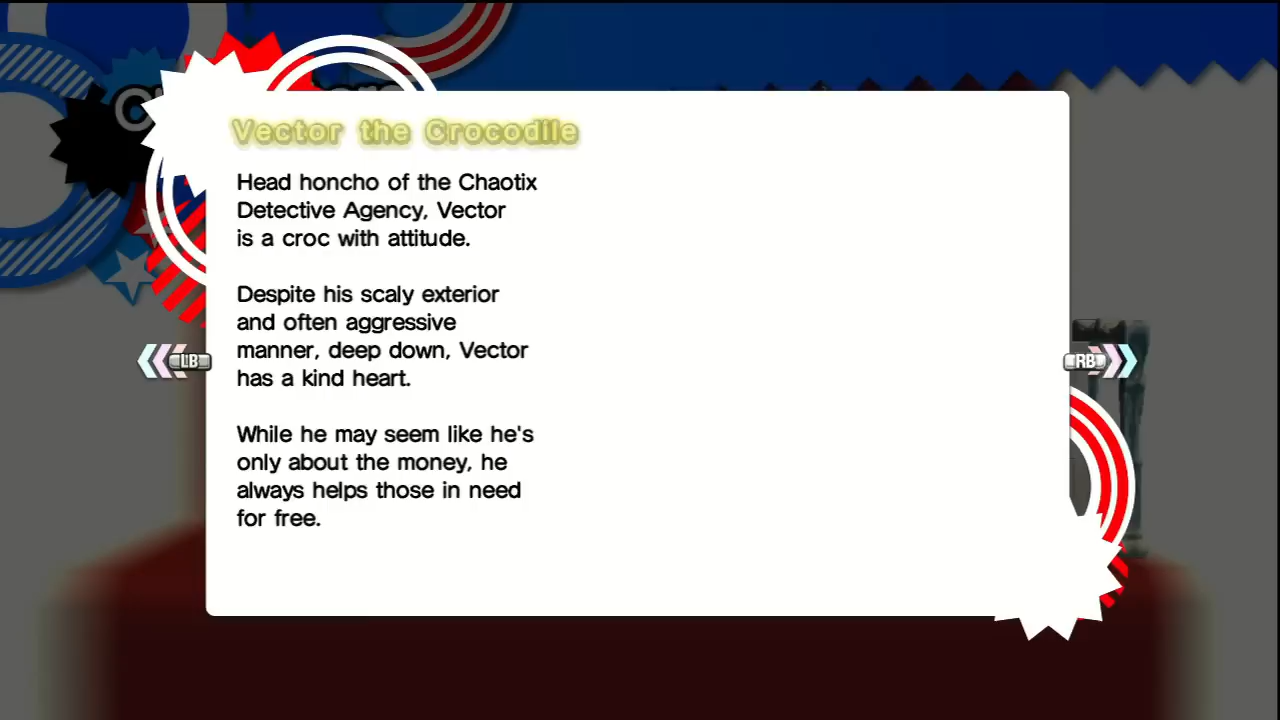 Vector the Crocodile
Head honcho of the Chaotix
Detective Agency, Vector
is a croc with attitude.
Despite his scaly exterior
and often aggressive
manner, deep down, Vector
has a kind heart.
While he may seem like he's
only about the money, he
always helps those in need
for free.
LB
RB